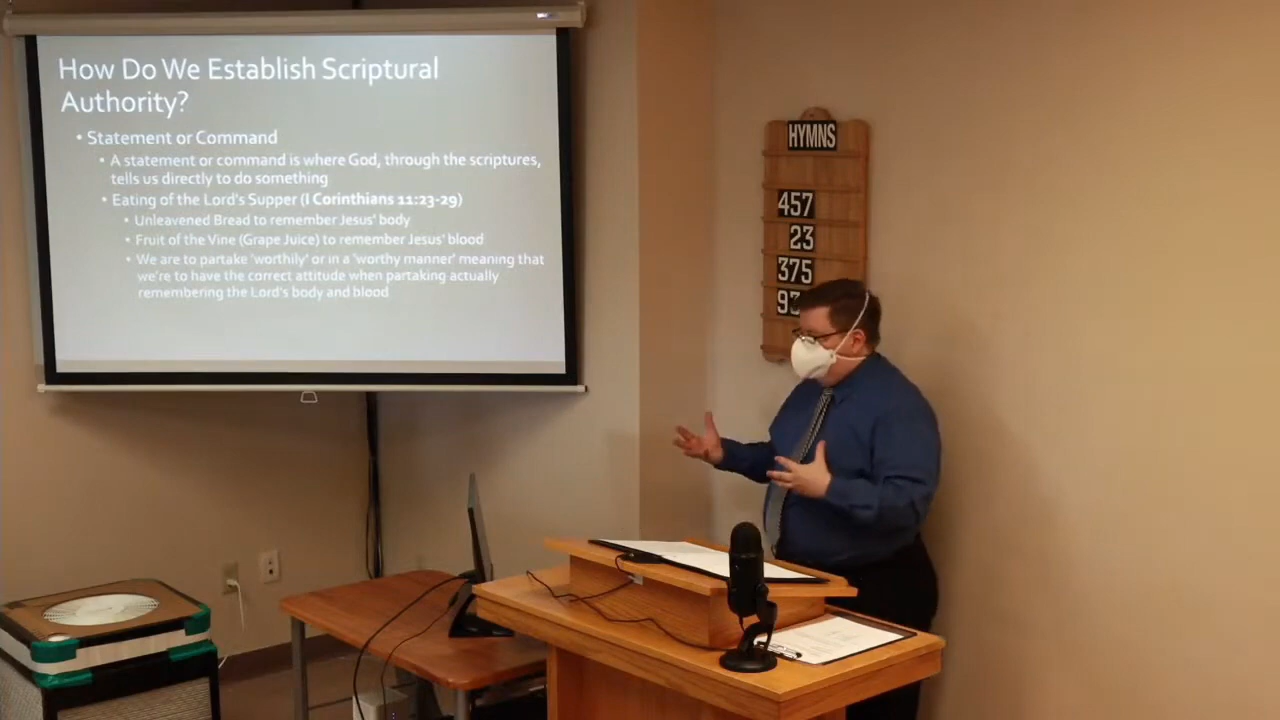 How Do We Establish Scriptural
Authority?
• Statement or Command
• A statement or command is where God, through the scriptures,
tells us directly to do something
• Eating of the Lord's Supper (I Corinthians 11:23-29)
• Unleavened Bread to remember Jesus' body
• Fruit of the Vine (Grape Juice) to remember Jesus' blood
• We are to partake 'worthily' or in a 'worthy manner' meaning that
we're to have the correct attitude when partaking actually
remembering the Lord's body and blood
HYMNS
457
23
375